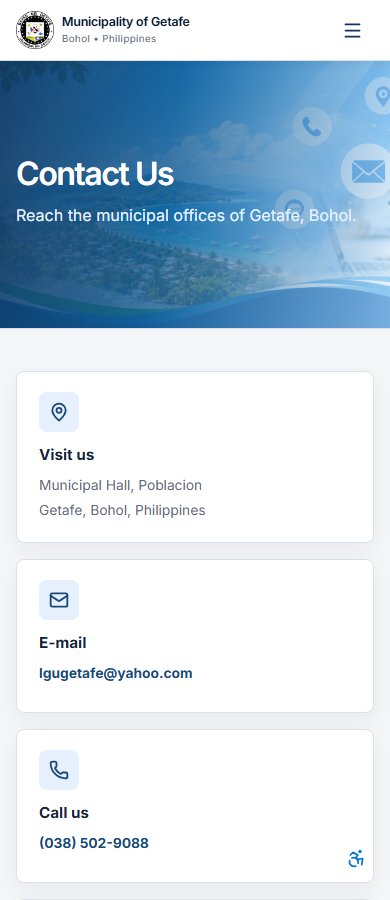 Municipality of Getafe
Bohol • Philippines
Contact Us
Reach the municipal offices of Getafe, Bohol.
Visit us
Municipal Hall, Poblacion
Getafe, Bohol, Philippines
E-mail
lgugetafe@yahoo.com
Call us
(038) 502-9088